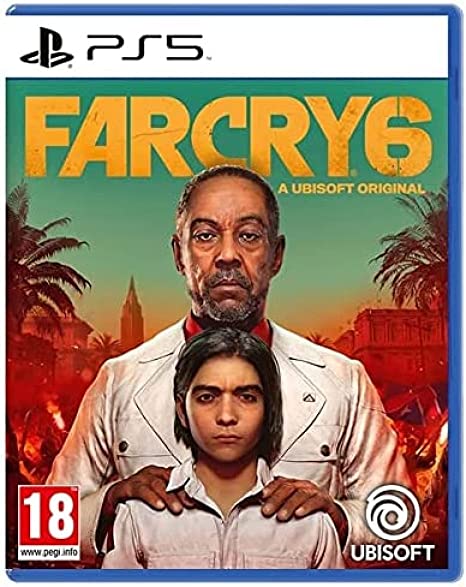 PS5
FARCRY6
A UBISOFT ORIGINAL
18
www.pegi.info
UBISOFT